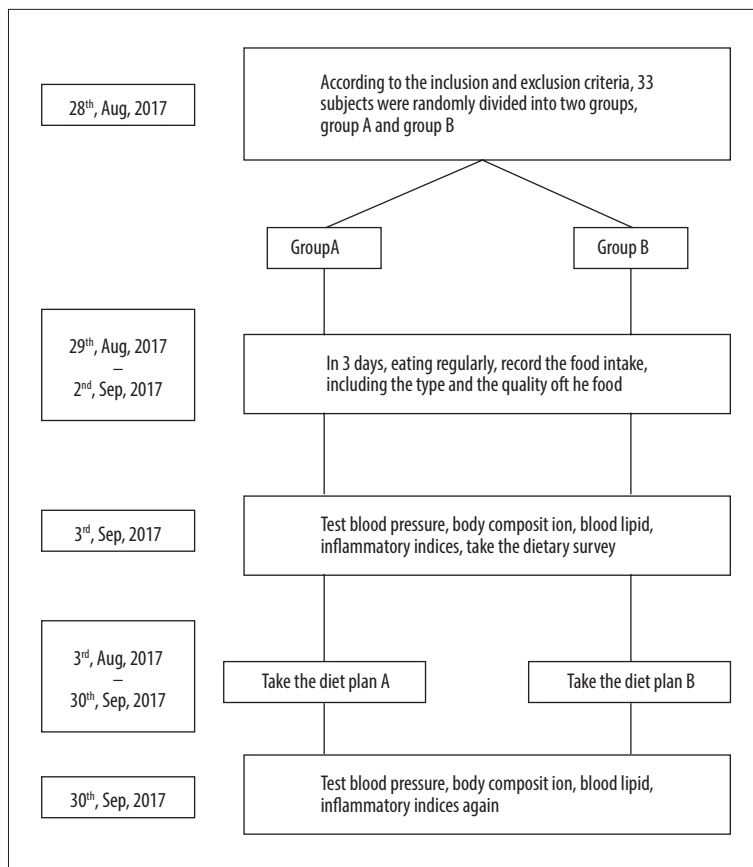 28th, Aug, 2017
According to the inclusion and exclusion criteria, 33
subjects were randomly divided into two groups,
group A and group B
GroupA
Group B
29th, Aug, 2017
–
2nd, Sep, 2017
In 3 days, eating regularly, record the food intake,
including the type and the quality oft he food
3rd, Sep, 2017
Test blood pressure, body composit ion, blood lipid,
inflammatory indices, take the dietary survey
3rd, Aug, 2017
–
30th, Sep, 2017
Take the diet plan A
Take the diet plan B
30th, Sep, 2017
Test blood pressure, body composit ion, blood lipid,
inflammatory indices again